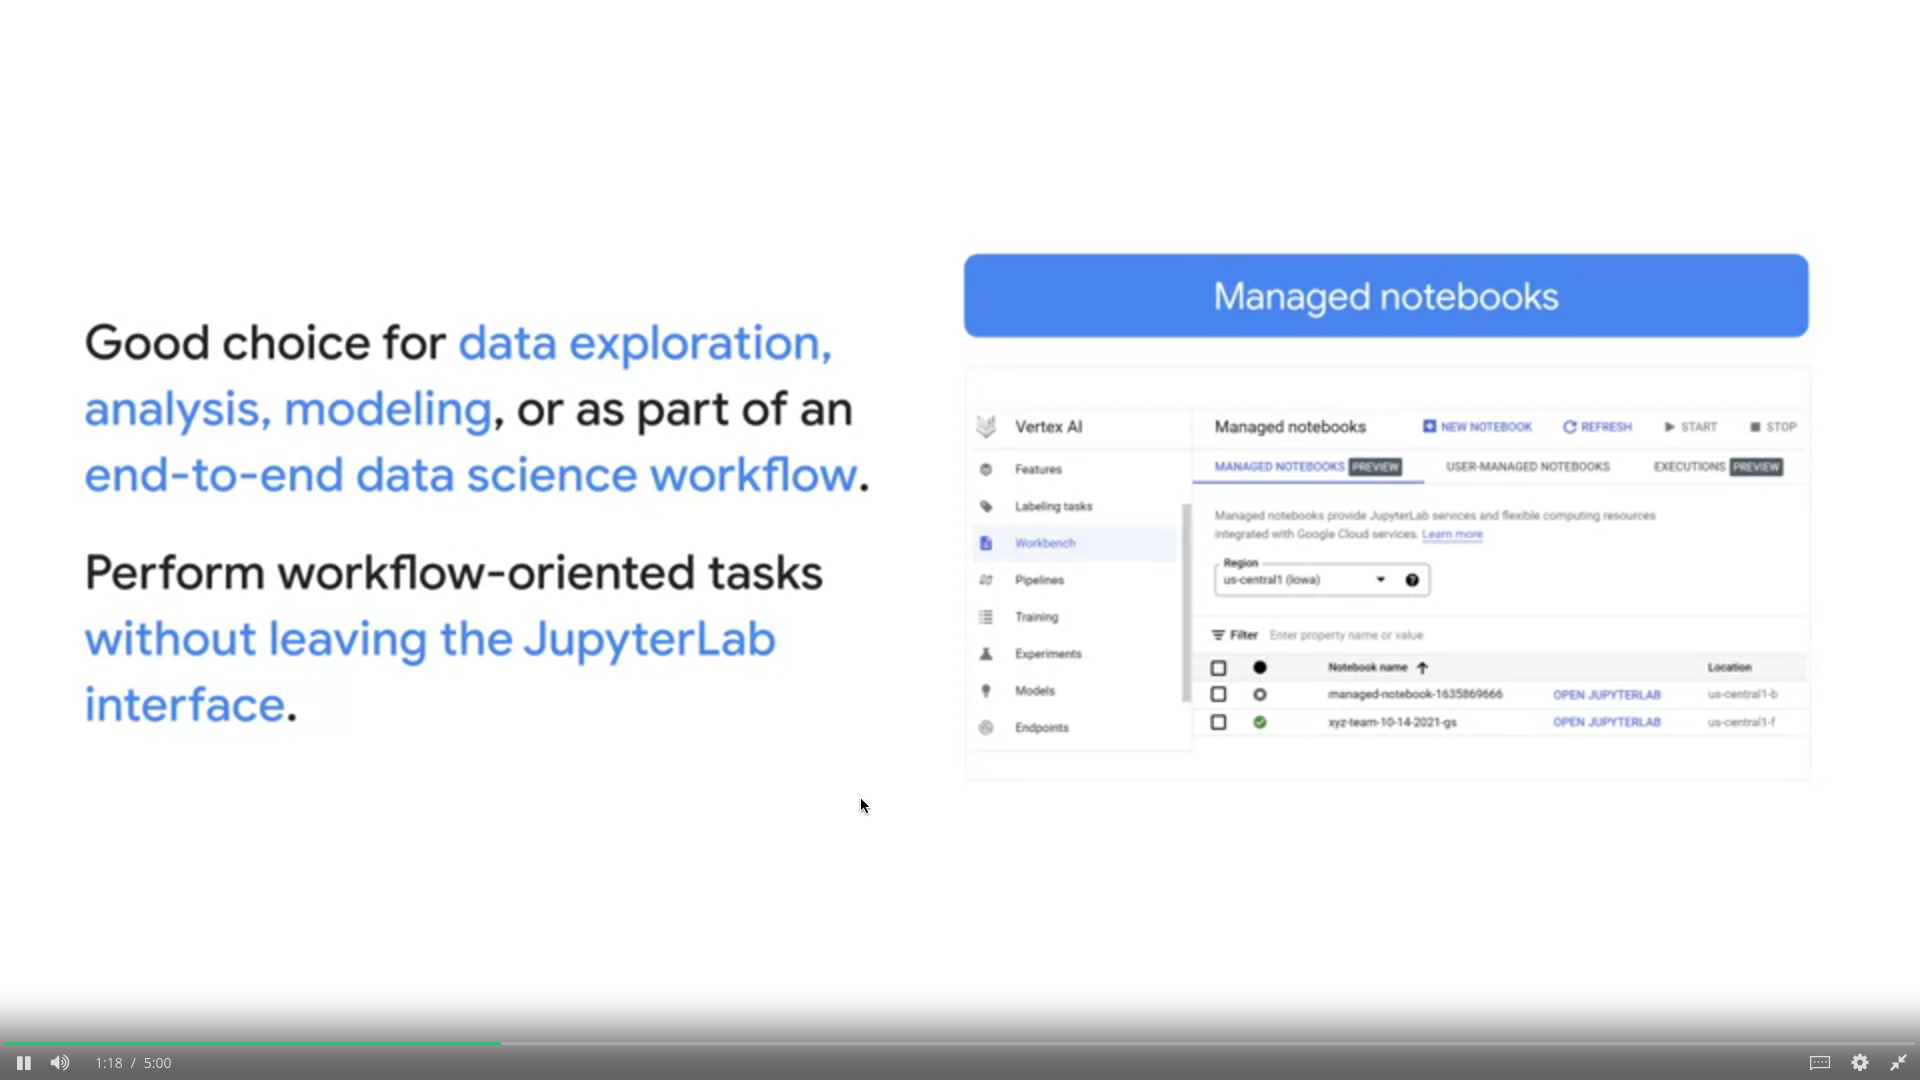 Good choice for data exploration,
analysis, modeling, or as part of an
end-to-end data science workflow.
Perform workflow-oriented tasks
without leaving the JupyterLab
interface.
Managed notebooks
Vertex AI
Features
Labeling tasks
Workbench
Pipelines
Training
Experiments
Models
Endpoints
Managed notebooks NEW NOTEBOOK REFRESH START STOP
MANAGED NOTEBOOKS PREVIEW USER-MANAGED NOTEBOOKS EXECUTIONS PREVIEW
Managed notebooks provide JupyterLab services and flexible computing resources
integrated with Google Cloud services. Learn more
Region
us-central1 (Iowa) ?
Filter Enter property name or value
Notebook name Location
managed-notebook-1635869666 OPEN JUPYTERLAB us-central1-b
xyz-team-10-14-2021-gs OPEN JUPYTERLAB us-central1-f
1:18 / 5:00